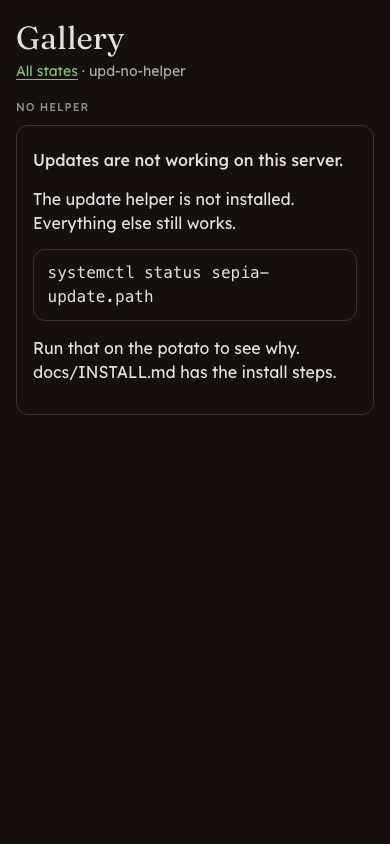 Gallery
All states · upd-no-helper
NO HELPER
Updates are not working on this server.
The update helper is not installed.
Everything else still works.
systemctl status sepia-
update.path
Run that on the potato to see why.
docs/INSTALL.md has the install steps.